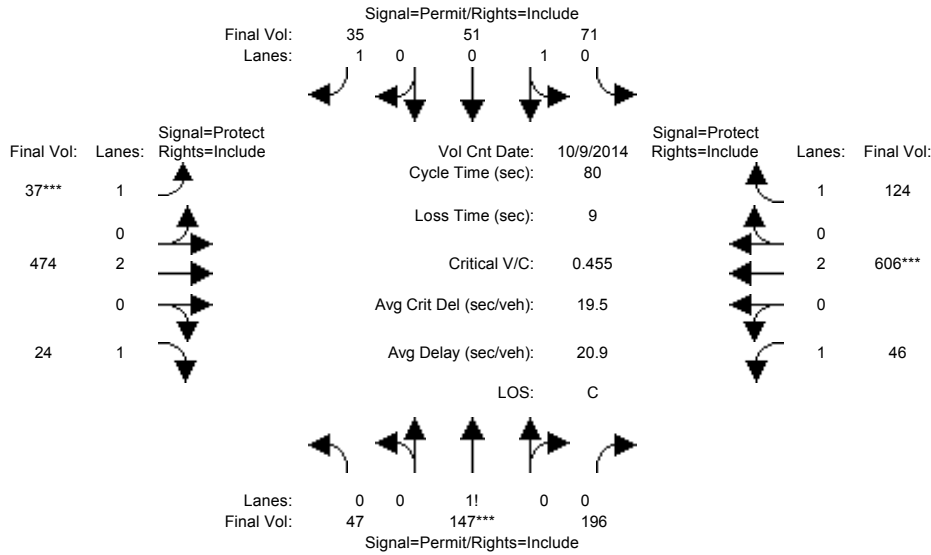 Signal=Permit/Rights=Include
Final Vol: 35 51 71
Lanes: 1 0 0 1 0
Signal=Protect Signal=Protect
Final Vol: Lanes: Rights=Include Vol Cnt Date: 10/9/2014 Rights=Include Lanes: Final Vol:
Cycle Time (sec): 80
37*** 1 1 124
Loss Time (sec): 9
0 0
474 2 Critical V/C: 0.455 2 606***
0 Avg Crit Del (sec/veh): 19.5 0
24 1 Avg Delay (sec/veh): 20.9 1 46
LOS: C
Lanes: 0 0 1! 0 0
Final Vol: 47 147*** 196
Signal=Permit/Rights=Include